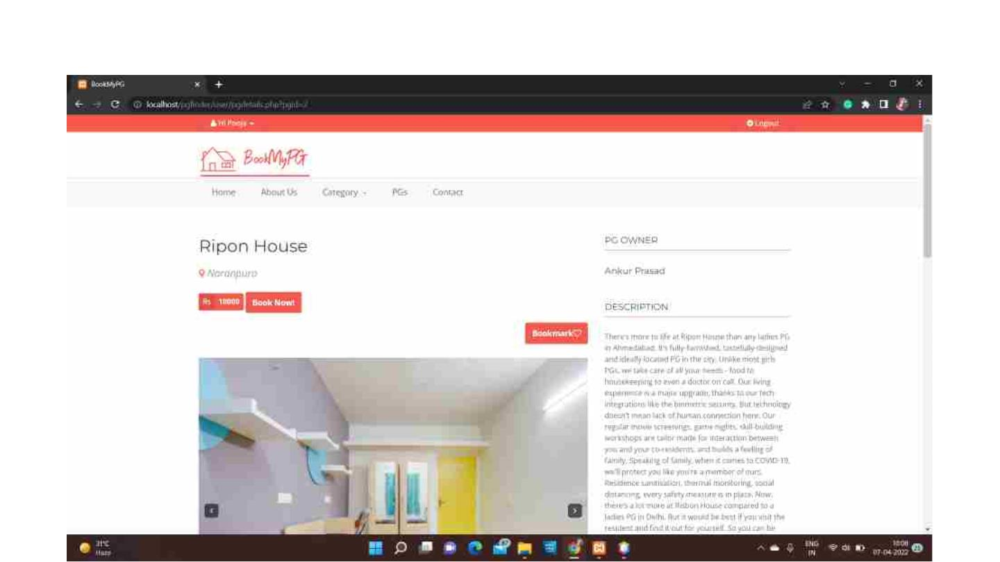 BookMyPG
localhost/pgfinder/user/pgdetails.php?pgid=
Hi Pooja
Logout
BookMyPG
Home About Us Category PGs Contact
Ripon House
Naranpura
Rs 10000 Book Now!
Bookmark
PG OWNER
Ankur Prasad
DESCRIPTION
There's more to life at Ripon House than any ladies PG
in Ahmedabad. It's fully-furnished, tastefully-designed
and ideally located PG in the city. Unlike most girls
PGs, we take care of all your needs - food to
housekeeping to even a doctor on call. Our living
experience is a major upgrade, thanks to our tech
integrations like the biometric security. But technology
doesn't mean lack of human connection here. Our
regular movie screenings, game nights, skill-building
workshops are tailor made for interaction between
you and your co-residents, and builds a feeling of
family. Speaking of family, when it comes to COVID-19,
we'll protect you like you're a member of ours.
Residence sanitisation, thermal monitoring, social
distancing, every safety measure is in place. Now,
there's a lot more at Risbon House compared to a
ladies PG in Delhi. But it would be best if you visit the
resident and find it out for yourself. So you can be
31°C
Haze
ENG
IN
10:06
07-04-2022